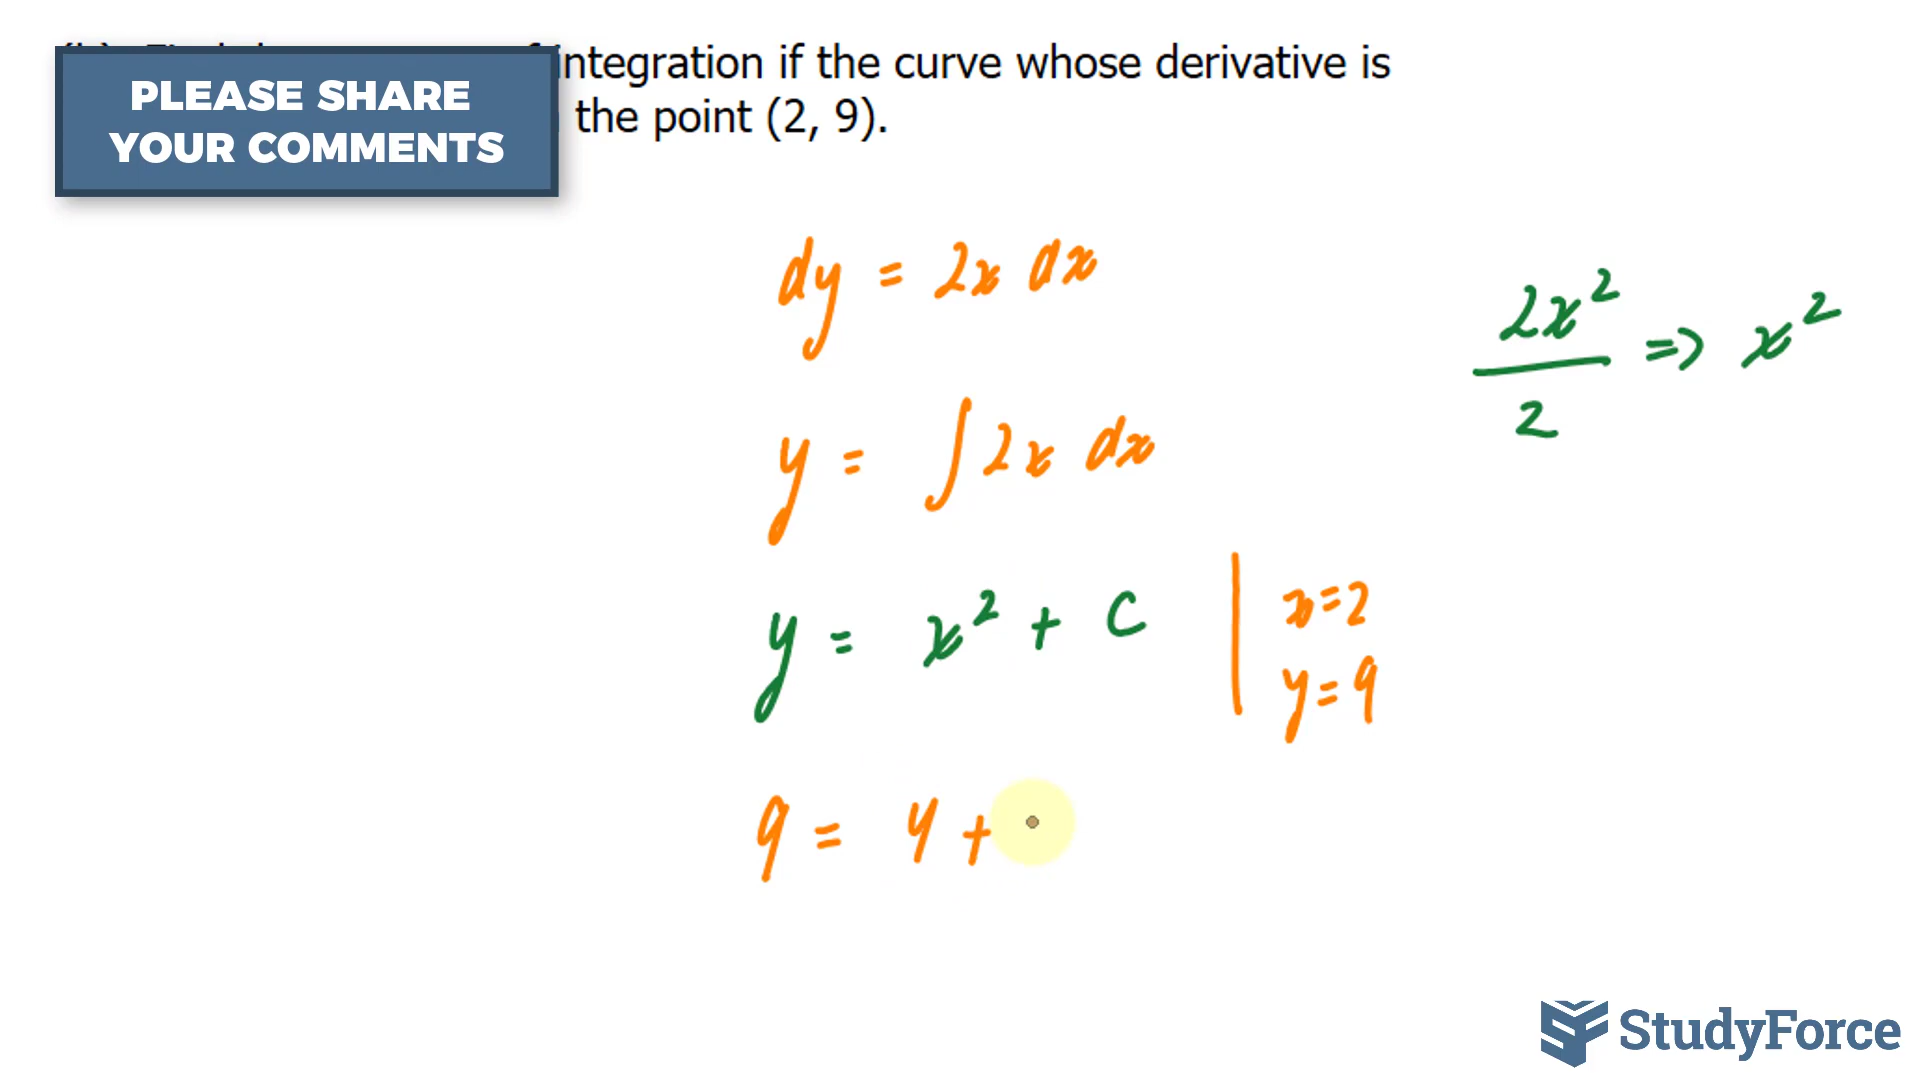 integration if the curve whose derivative is
the point (2, 9).
PLEASE SHARE
YOUR COMMENTS
dy = 2x dx
2x² / 2 => x²
y = ∫ 2x dx
y = x² + C
x=2
y=9
9 = 4 +
StudyForce